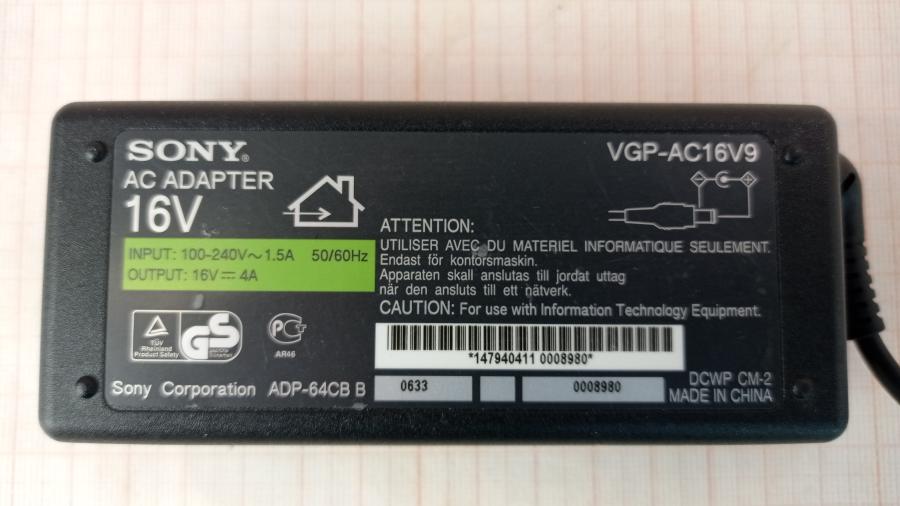 SONY®
VGP-AC16V9
AC ADAPTER
16V
INPUT: 100-240V～1.5A 50/60Hz
OUTPUT: 16V⎓4A
ATTENTION:
UTILISER AVEC DU MATERIEL INFORMATIQUE SEULEMENT.
Endast för kontorsmaskin.
Apparaten skall anslutas till jordat uttag
när den ansluts till ett nätverk.
CAUTION: For use with Information Technology Equipment.
TÜV
Rheinland
Product Safety
GS
geprüfte
Sicherheit
PCT
AR46
*147940411 0008980*
Sony Corporation ADP-64CB B
0633
0008980
DCWP CM-2
MADE IN CHINA